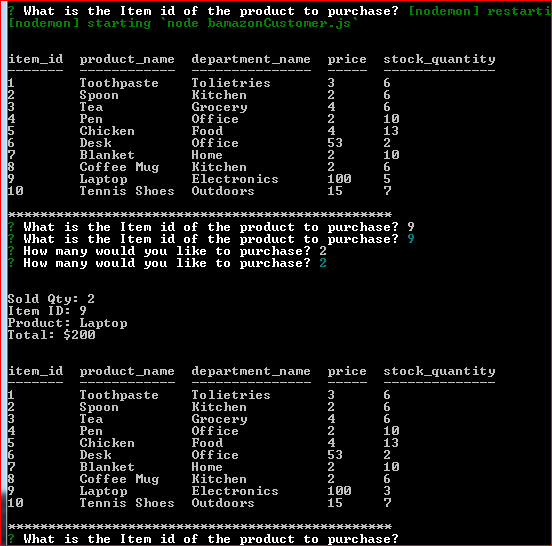 ? What is the Item id of the product to purchase? [nodemon] restarti
[nodemon] starting `node bamazonCustomer.js`
item_id product_name department_name price stock_quantity
------- ------------ --------------- ----- --------------
1 Toothpaste Tolietries 3 6
2 Spoon Kitchen 2 6
3 Tea Grocery 4 6
4 Pen Office 2 10
5 Chicken Food 4 13
6 Desk Office 53 2
7 Blanket Home 2 10
8 Coffee Mug Kitchen 2 6
9 Laptop Electronics 100 5
10 Tennis Shoes Outdoors 15 7
************************************************
? What is the Item id of the product to purchase? 9
? What is the Item id of the product to purchase? 9
? How many would you like to purchase? 2
? How many would you like to purchase? 2
Sold Qty: 2
Item ID: 9
Product: Laptop
Total: $200
item_id product_name department_name price stock_quantity
------- ------------ --------------- ----- --------------
1 Toothpaste Tolietries 3 6
2 Spoon Kitchen 2 6
3 Tea Grocery 4 6
4 Pen Office 2 10
5 Chicken Food 4 13
6 Desk Office 53 2
7 Blanket Home 2 10
8 Coffee Mug Kitchen 2 6
9 Laptop Electronics 100 3
10 Tennis Shoes Outdoors 15 7
************************************************
? What is the Item id of the product to purchase?